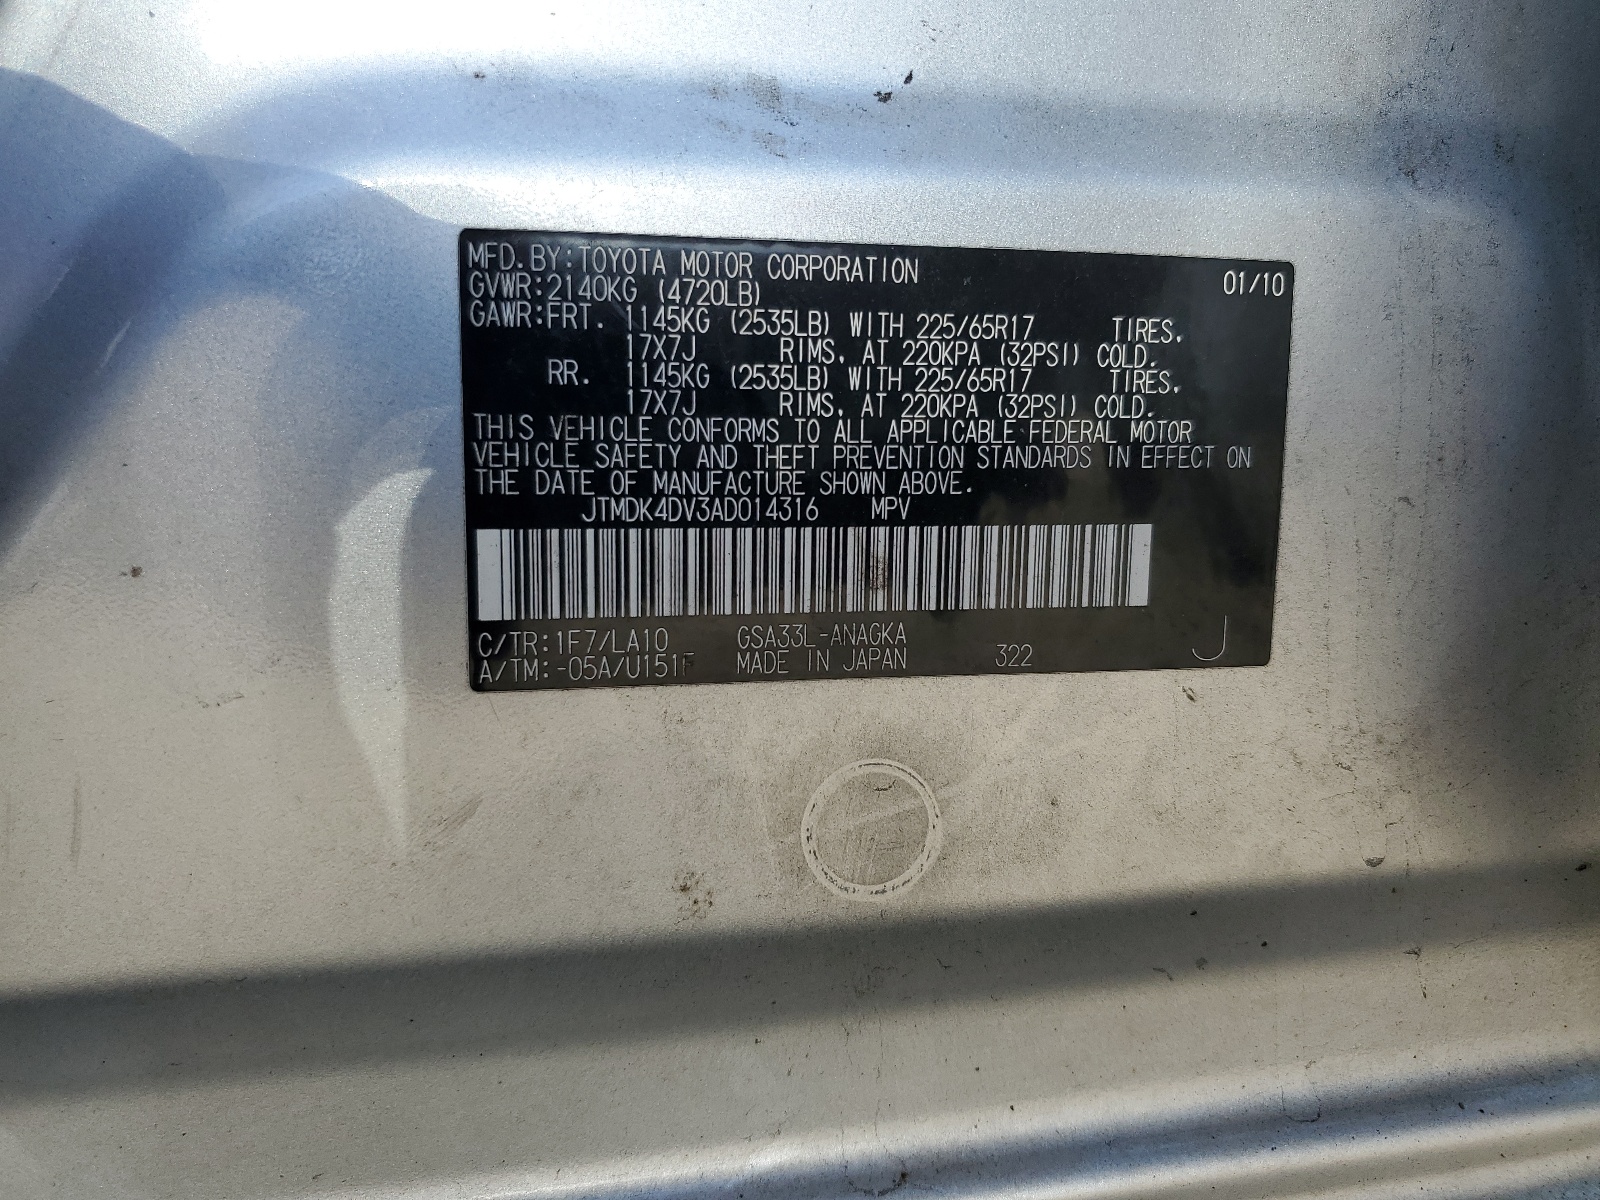 MFD. BY: TOYOTA MOTOR CORPORATION 01/10
GVWR: 2140KG (4720LB)
GAWR: FRT. 1145KG (2535LB) WITH 225/65R17 TIRES,
17X7J RIMS, AT 220KPA (32PSI) COLD.
RR. 1145KG (2535LB) WITH 225/65R17 TIRES,
17X7J RIMS, AT 220KPA (32PSI) COLD.
THIS VEHICLE CONFORMS TO ALL APPLICABLE FEDERAL MOTOR
VEHICLE SAFETY AND THEFT PREVENTION STANDARDS IN EFFECT ON
THE DATE OF MANUFACTURE SHOWN ABOVE.
JTMDK4DV3AD014316 MPV
C/TR: 1F7/LA10 GSA33L-ANAGKA
A/TM: -05A/U151F MADE IN JAPAN 322 J